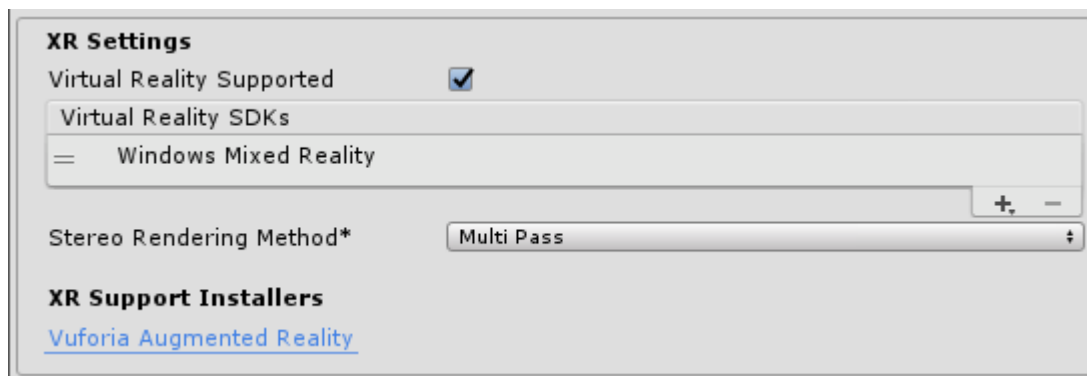 XR Settings
Virtual Reality Supported
Virtual Reality SDKs
Windows Mixed Reality
Stereo Rendering Method* Multi Pass
XR Support Installers
Vuforia Augmented Reality